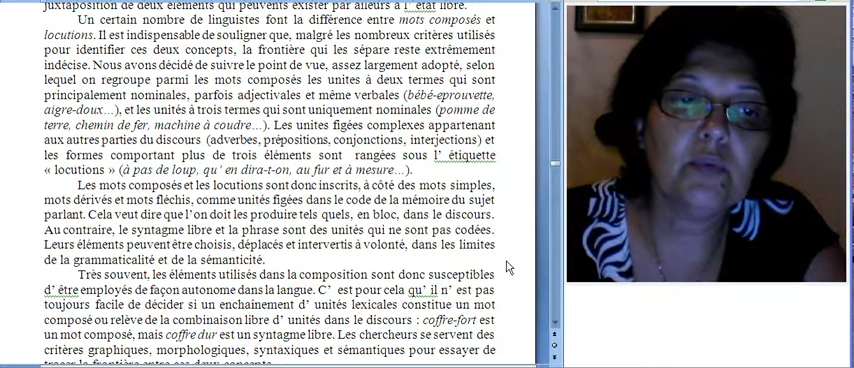 juxtaposition de deux éléments qui peuvents exister par ailleurs à l' état libre.
Un certain nombre de linguistes font la différence entre mots composés et
locutions. Il est indispensable de souligner que, malgré les nombreux critères utilisés
pour identifier ces deux concepts, la frontière qui les sépare reste extrêmement
indécise. Nous avons décidé de suivre le point de vue, assez largement adopté, selon
lequel on regroupe parmi les mots composés les unites à deux termes qui sont
principalement nominales, parfois adjectivales et même verbales (bébé-eprouvette,
aigre-doux…), et les unités à trois termes qui sont uniquement nominales (pomme de
terre, chemin de fer, machine à coudre…). Les unites figées complexes appartenant
aux autres parties du discours (adverbes, prépositions, conjonctions, interjections) et
les formes comportant plus de trois éléments sont rangées sous l' étiquette
« locutions » (à pas de loup, qu' en dira-t-on, au fur et à mesure…).
Les mots composés et les locutions sont donc inscrits, à côté des mots simples,
mots dérivés et mots fléchis, comme unités figées dans le code de la mémoire du sujet
parlant. Cela veut dire que l'on doit les produire tels quels, en bloc, dans le discours.
Au contraire, le syntagme libre et la phrase sont des unités qui ne sont pas codées.
Leurs éléments peuvent être choisis, déplacés et intervertis à volonté, dans les limites
de la grammaticalité et de la sémanticité.
Très souvent, les éléments utilisés dans la composition sont donc susceptibles
d' être employés de façon autonome dans la langue. C' est pour cela qu' il n' est pas
toujours facile de décider si un enchaînement d' unités lexicales constitue un mot
composé ou relève de la combinaison libre d' unités dans le discours : coffre-fort est
un mot composé, mais coffre dur est un syntagme libre. Les chercheurs se servent des
critères graphiques, morphologiques, syntaxiques et sémantiques pour essayer de
tracer la frontière entre ces deux concepts.